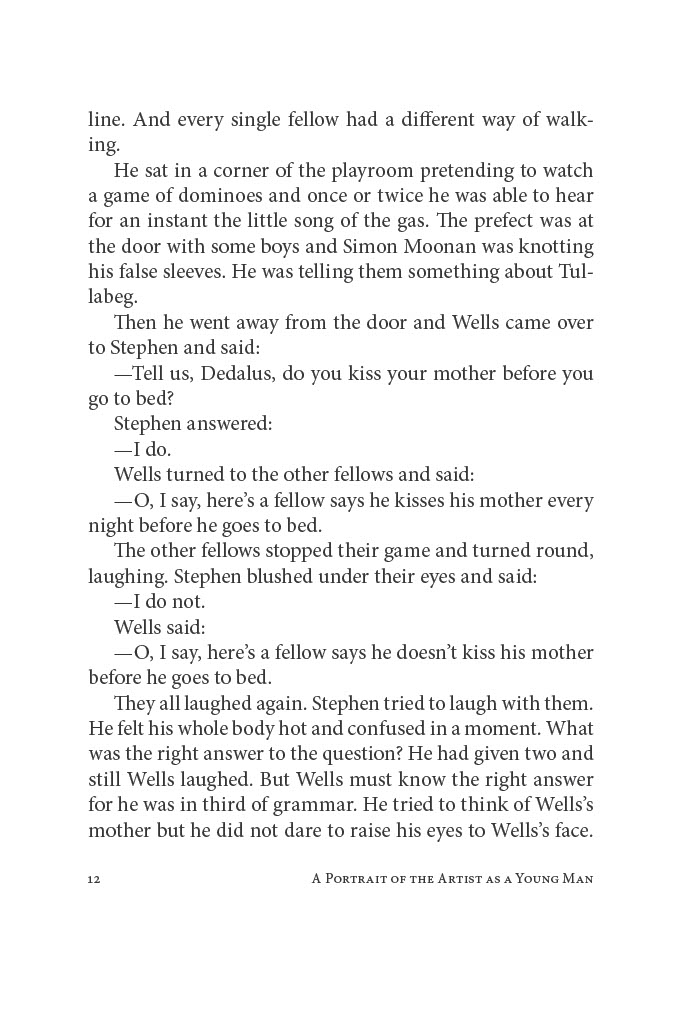 line. And every single fellow had a different way of walk-
ing.
He sat in a corner of the playroom pretending to watch
a game of dominoes and once or twice he was able to hear
for an instant the little song of the gas. The prefect was at
the door with some boys and Simon Moonan was knotting
his false sleeves. He was telling them something about Tul-
labeg.
Then he went away from the door and Wells came over
to Stephen and said:
—Tell us, Dedalus, do you kiss your mother before you
go to bed?
Stephen answered:
—I do.
Wells turned to the other fellows and said:
—O, I say, here’s a fellow says he kisses his mother every
night before he goes to bed.
The other fellows stopped their game and turned round,
laughing. Stephen blushed under their eyes and said:
—I do not.
Wells said:
—O, I say, here’s a fellow says he doesn’t kiss his mother
before he goes to bed.
They all laughed again. Stephen tried to laugh with them.
He felt his whole body hot and confused in a moment. What
was the right answer to the question? He had given two and
still Wells laughed. But Wells must know the right answer
for he was in third of grammar. He tried to think of Wells’s
mother but he did not dare to raise his eyes to Wells’s face.
12 A Portrait of the Artist as a Young Man